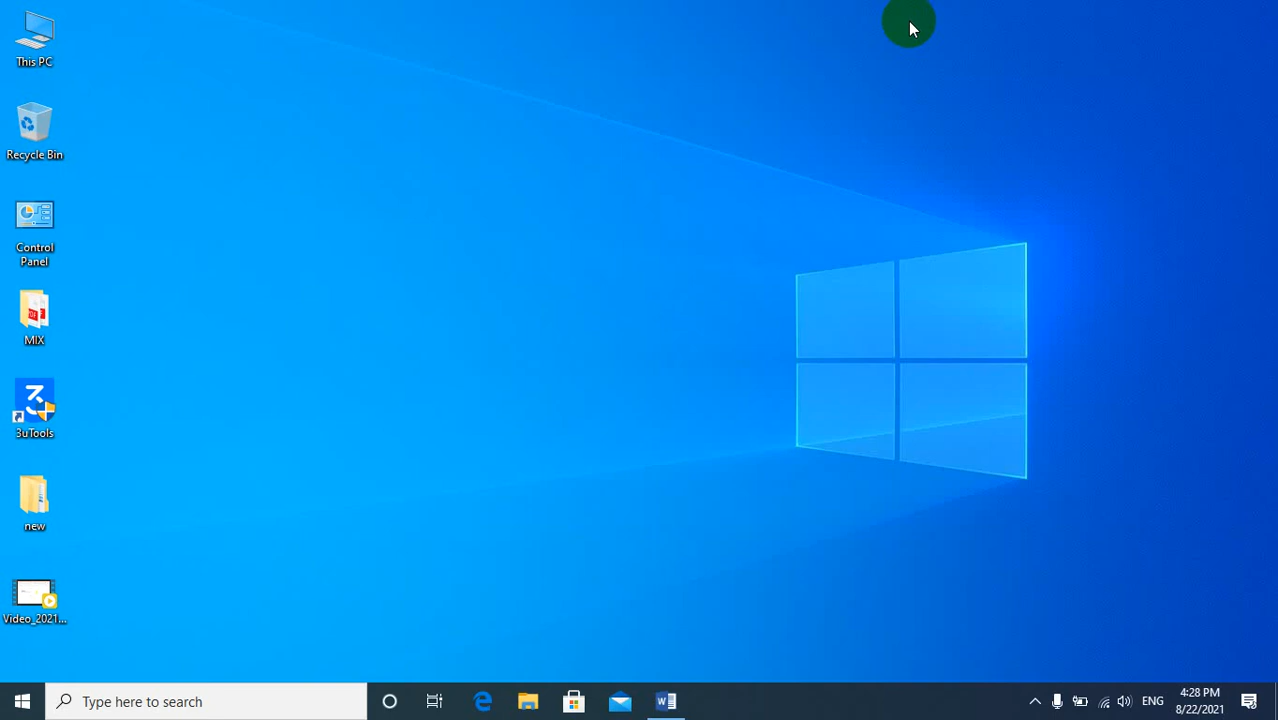 This PC
Recycle Bin
Control
Panel
MIX
3uTools
new
Video_2021...
Type here to search
ENG
4:28 PM
8/22/2021